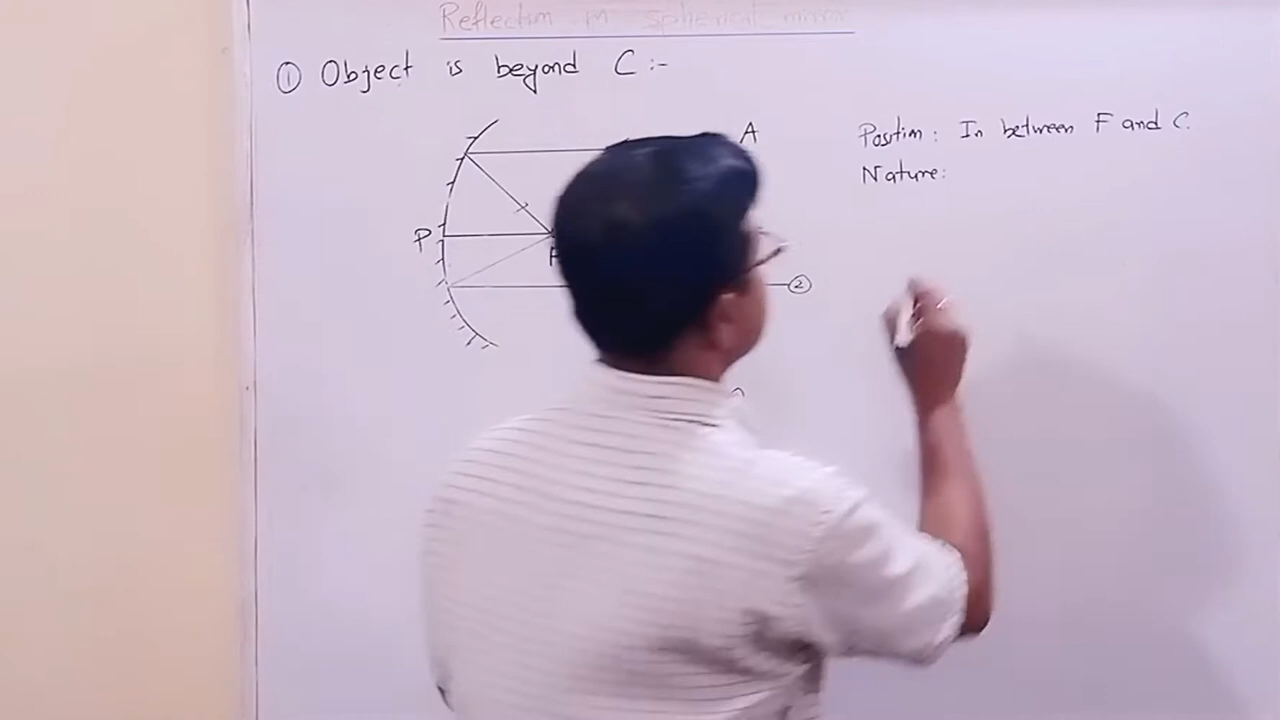 Reflection in spherical mirror
① Object is beyond C :-
A
Position : In between F and C.
Nature:
P
F
②